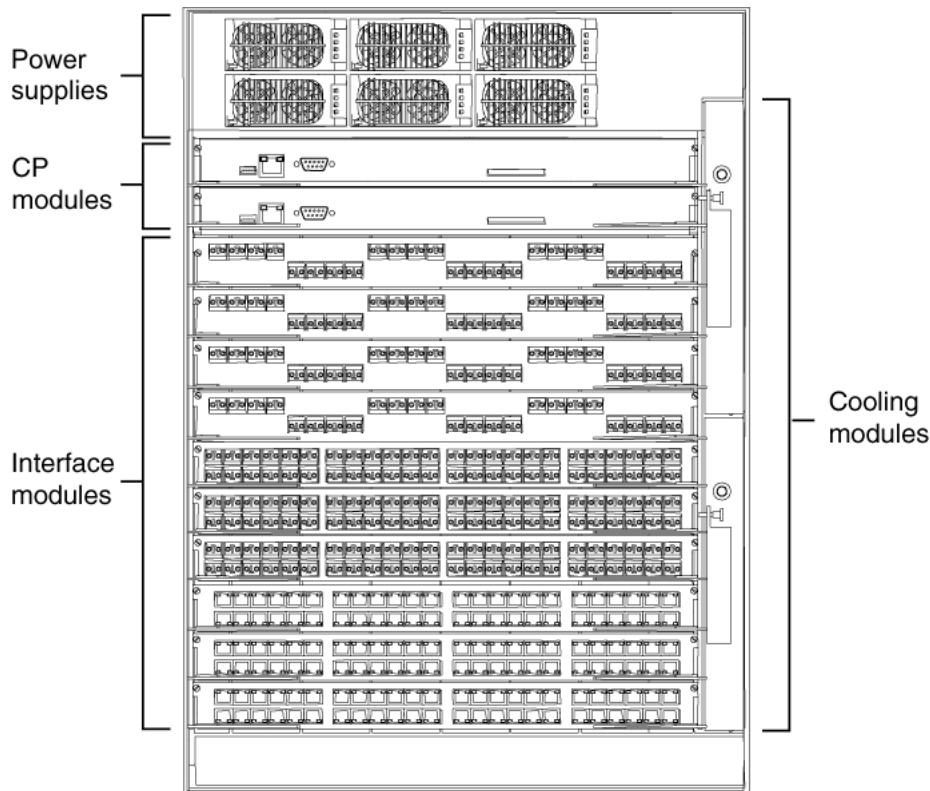 Power
supplies
CP
modules
Interface
modules
Cooling
modules